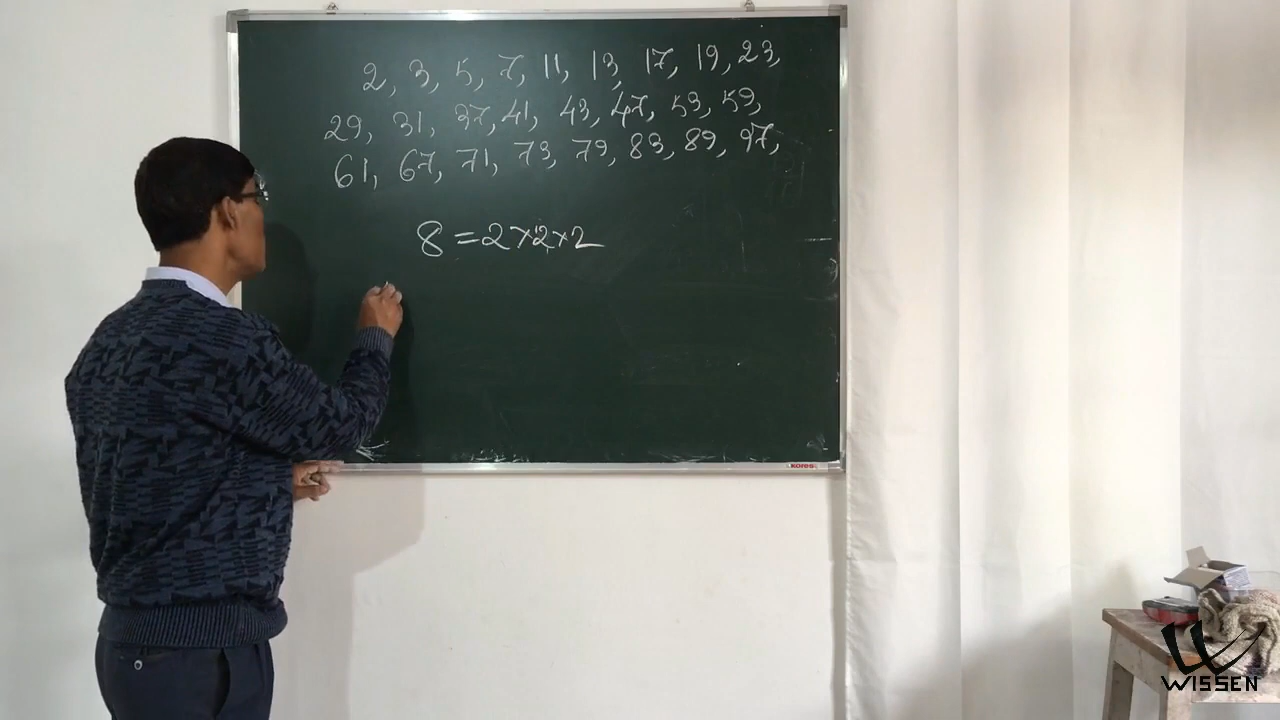 2, 3, 5, 7, 11, 13, 17, 19, 23,
29, 31, 37, 41, 43, 47, 53, 59,
61, 67, 71, 73, 79, 83, 89, 97,
8 = 2 × 2 × 2
kores
WISSEN